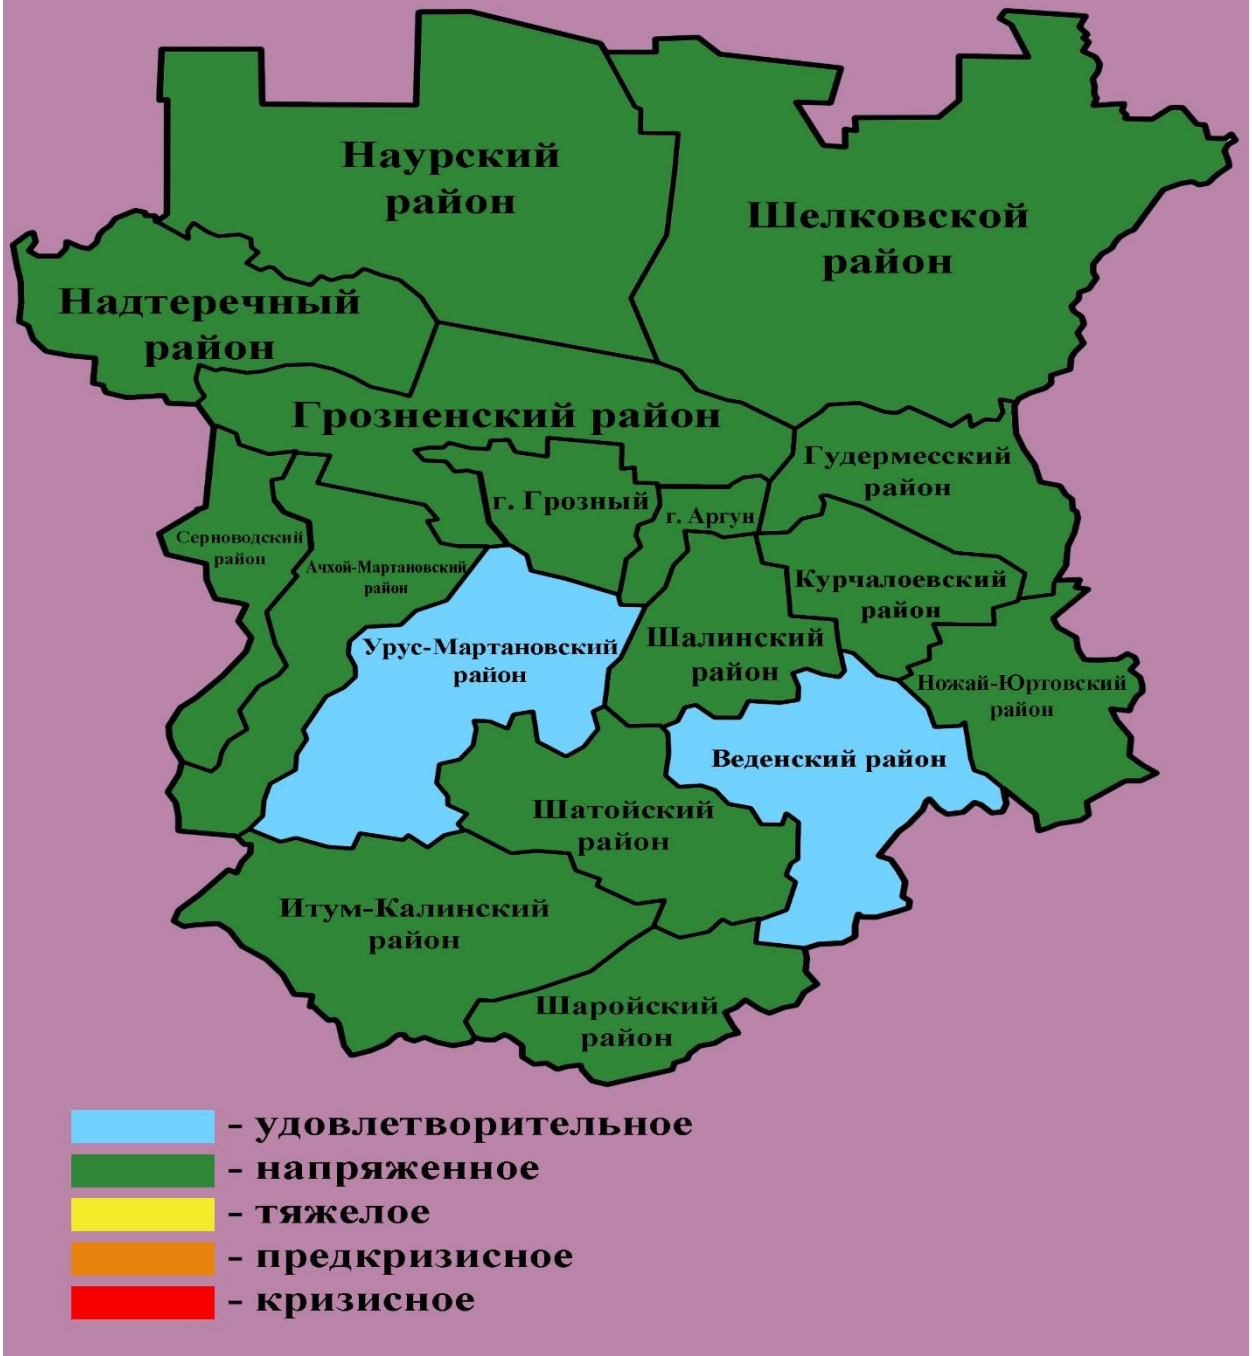 Наурский
район
Шелковской
район
Надтеречный
район
Грозненский район
Гудермесский
район
г. Грозный
г. Аргун
Серноводский
район
Ачхой-Мартановский
район
Курчалоевский
район
Урус-Мартановский
район
Шалинский
район
Ножай-Юртовский
район
Веденский район
Шатойский
район
Итум-Калинский
район
Шаройский
район
- удовлетворительное
- напряженное
- тяжелое
- предкризисное
- кризисное